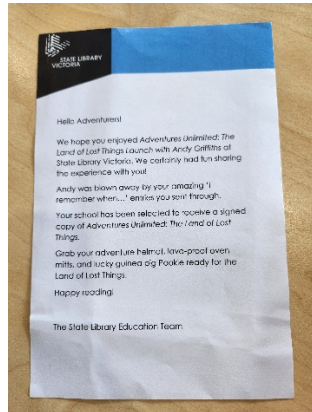 STATE LIBRARY
VICTORIA
Hello Adventurers!
We hope you enjoyed Adventures Unlimited: The
Land of Lost Things Launch with Andy Griffiths at
State Library Victoria. We certainly had fun sharing
the experience with you!
Andy was blown away by your amazing 'I
remember when…' entries you sent through.
Your school has been selected to receive a signed
copy of Adventures Unlimited: The Land of Lost
Things.
Grab your adventure helmet, lava-proof oven
mitts, and lucky guinea pig Pookie ready for the
Land of Lost Things.
Happy reading!
The State Library Education Team